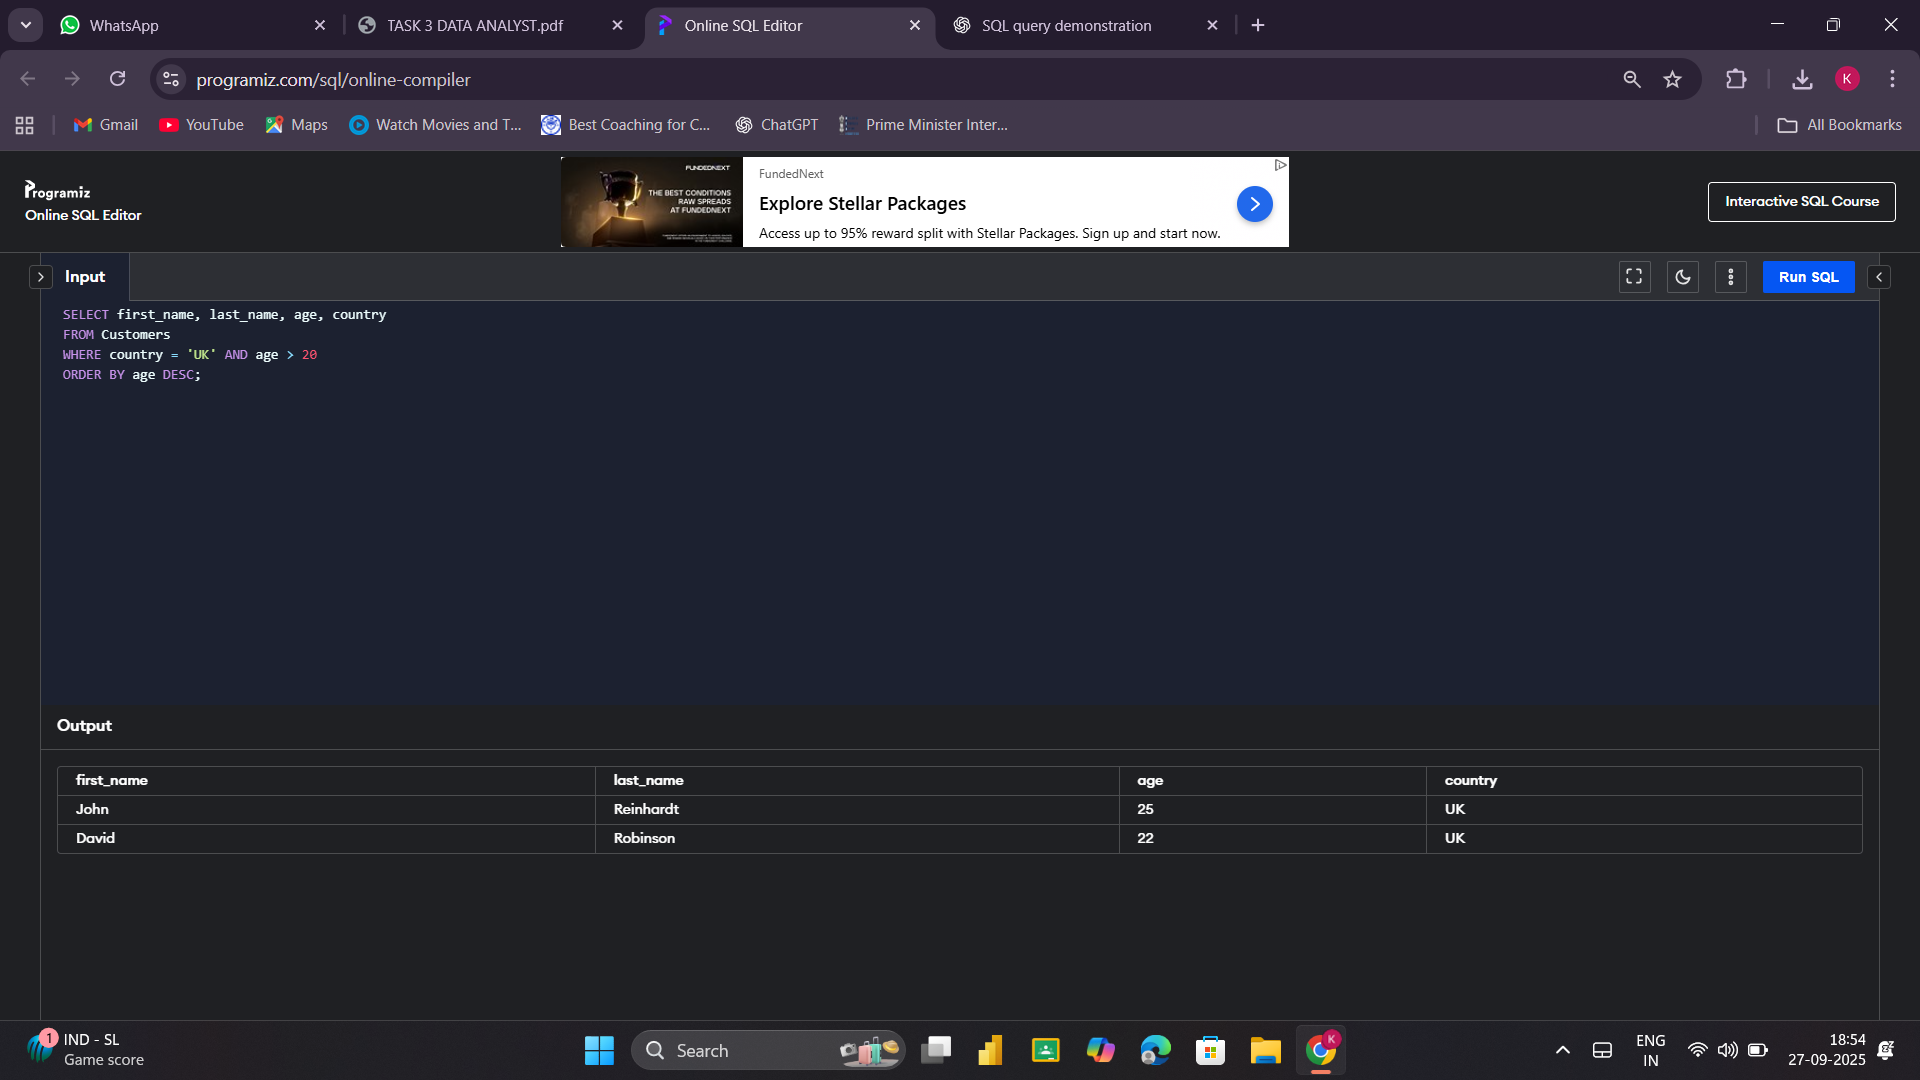 WhatsApp
TASK 3 DATA ANALYST.pdf
Online SQL Editor
SQL query demonstration
programiz.com/sql/online-compiler
K
Gmail
YouTube
Maps
Watch Movies and T...
Best Coaching for C...
ChatGPT
Prime Minister Inter...
All Bookmarks
Programiz
Online SQL Editor
FUNDEDNEXT
THE BEST CONDITIONS
RAW SPREADS
AT FUNDEDNEXT
FundedNext
Explore Stellar Packages
Access up to 95% reward split with Stellar Packages. Sign up and start now.
Interactive SQL Course
Input
Run SQL
SELECT first_name, last_name, age, country
FROM Customers
WHERE country = 'UK' AND age > 20
ORDER BY age DESC;
Output
first_name last_name age country
John Reinhardt 25 UK
David Robinson 22 UK
1
IND - SL
Game score
Search
K
ENG
IN
18:54
27-09-2025